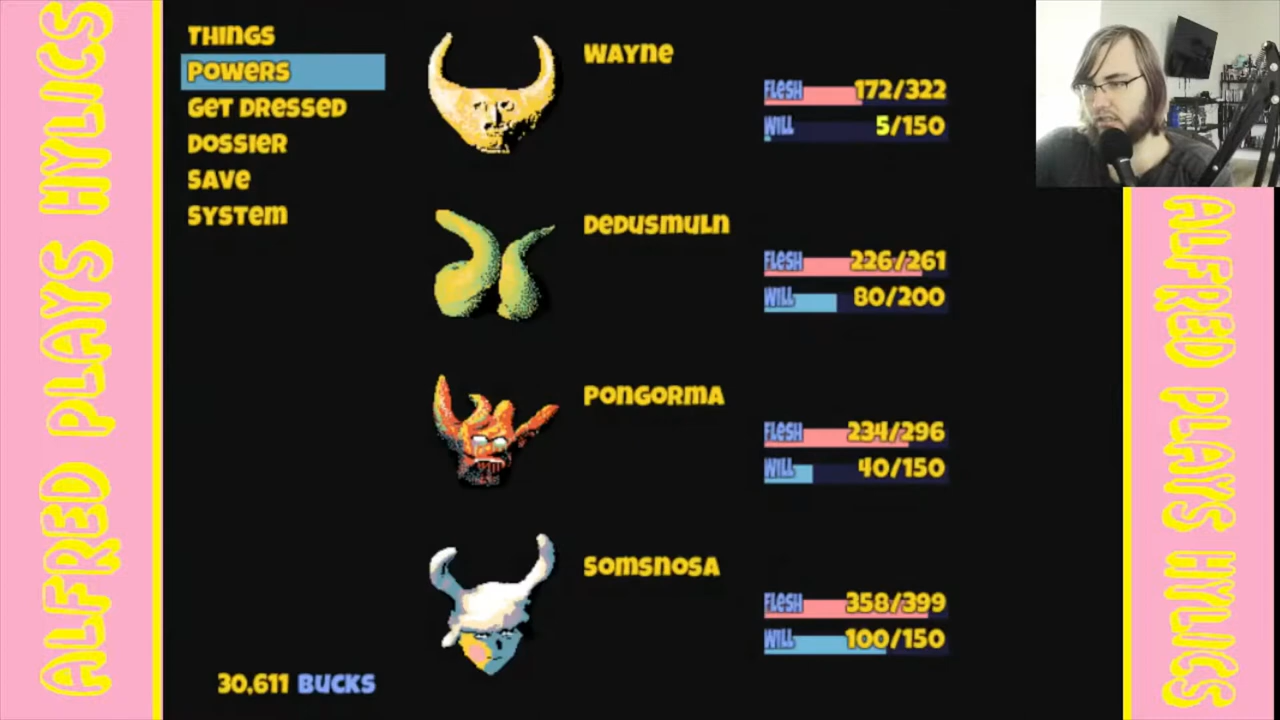 ALFRED PLAYS HYLICS
THINGS
POWERS
GET DRESSED
DOSSIER
SAVE
SYSTEM
WAYNE
FLESH 172/322
WILL 5/150
DEDUSMULN
FLESH 226/261
WILL 80/200
PONGORMA
FLESH 234/296
WILL 40/150
SOMSNOSA
FLESH 358/399
WILL 100/150
30,611 BUCKS
ALFRED PLAYS HYLICS